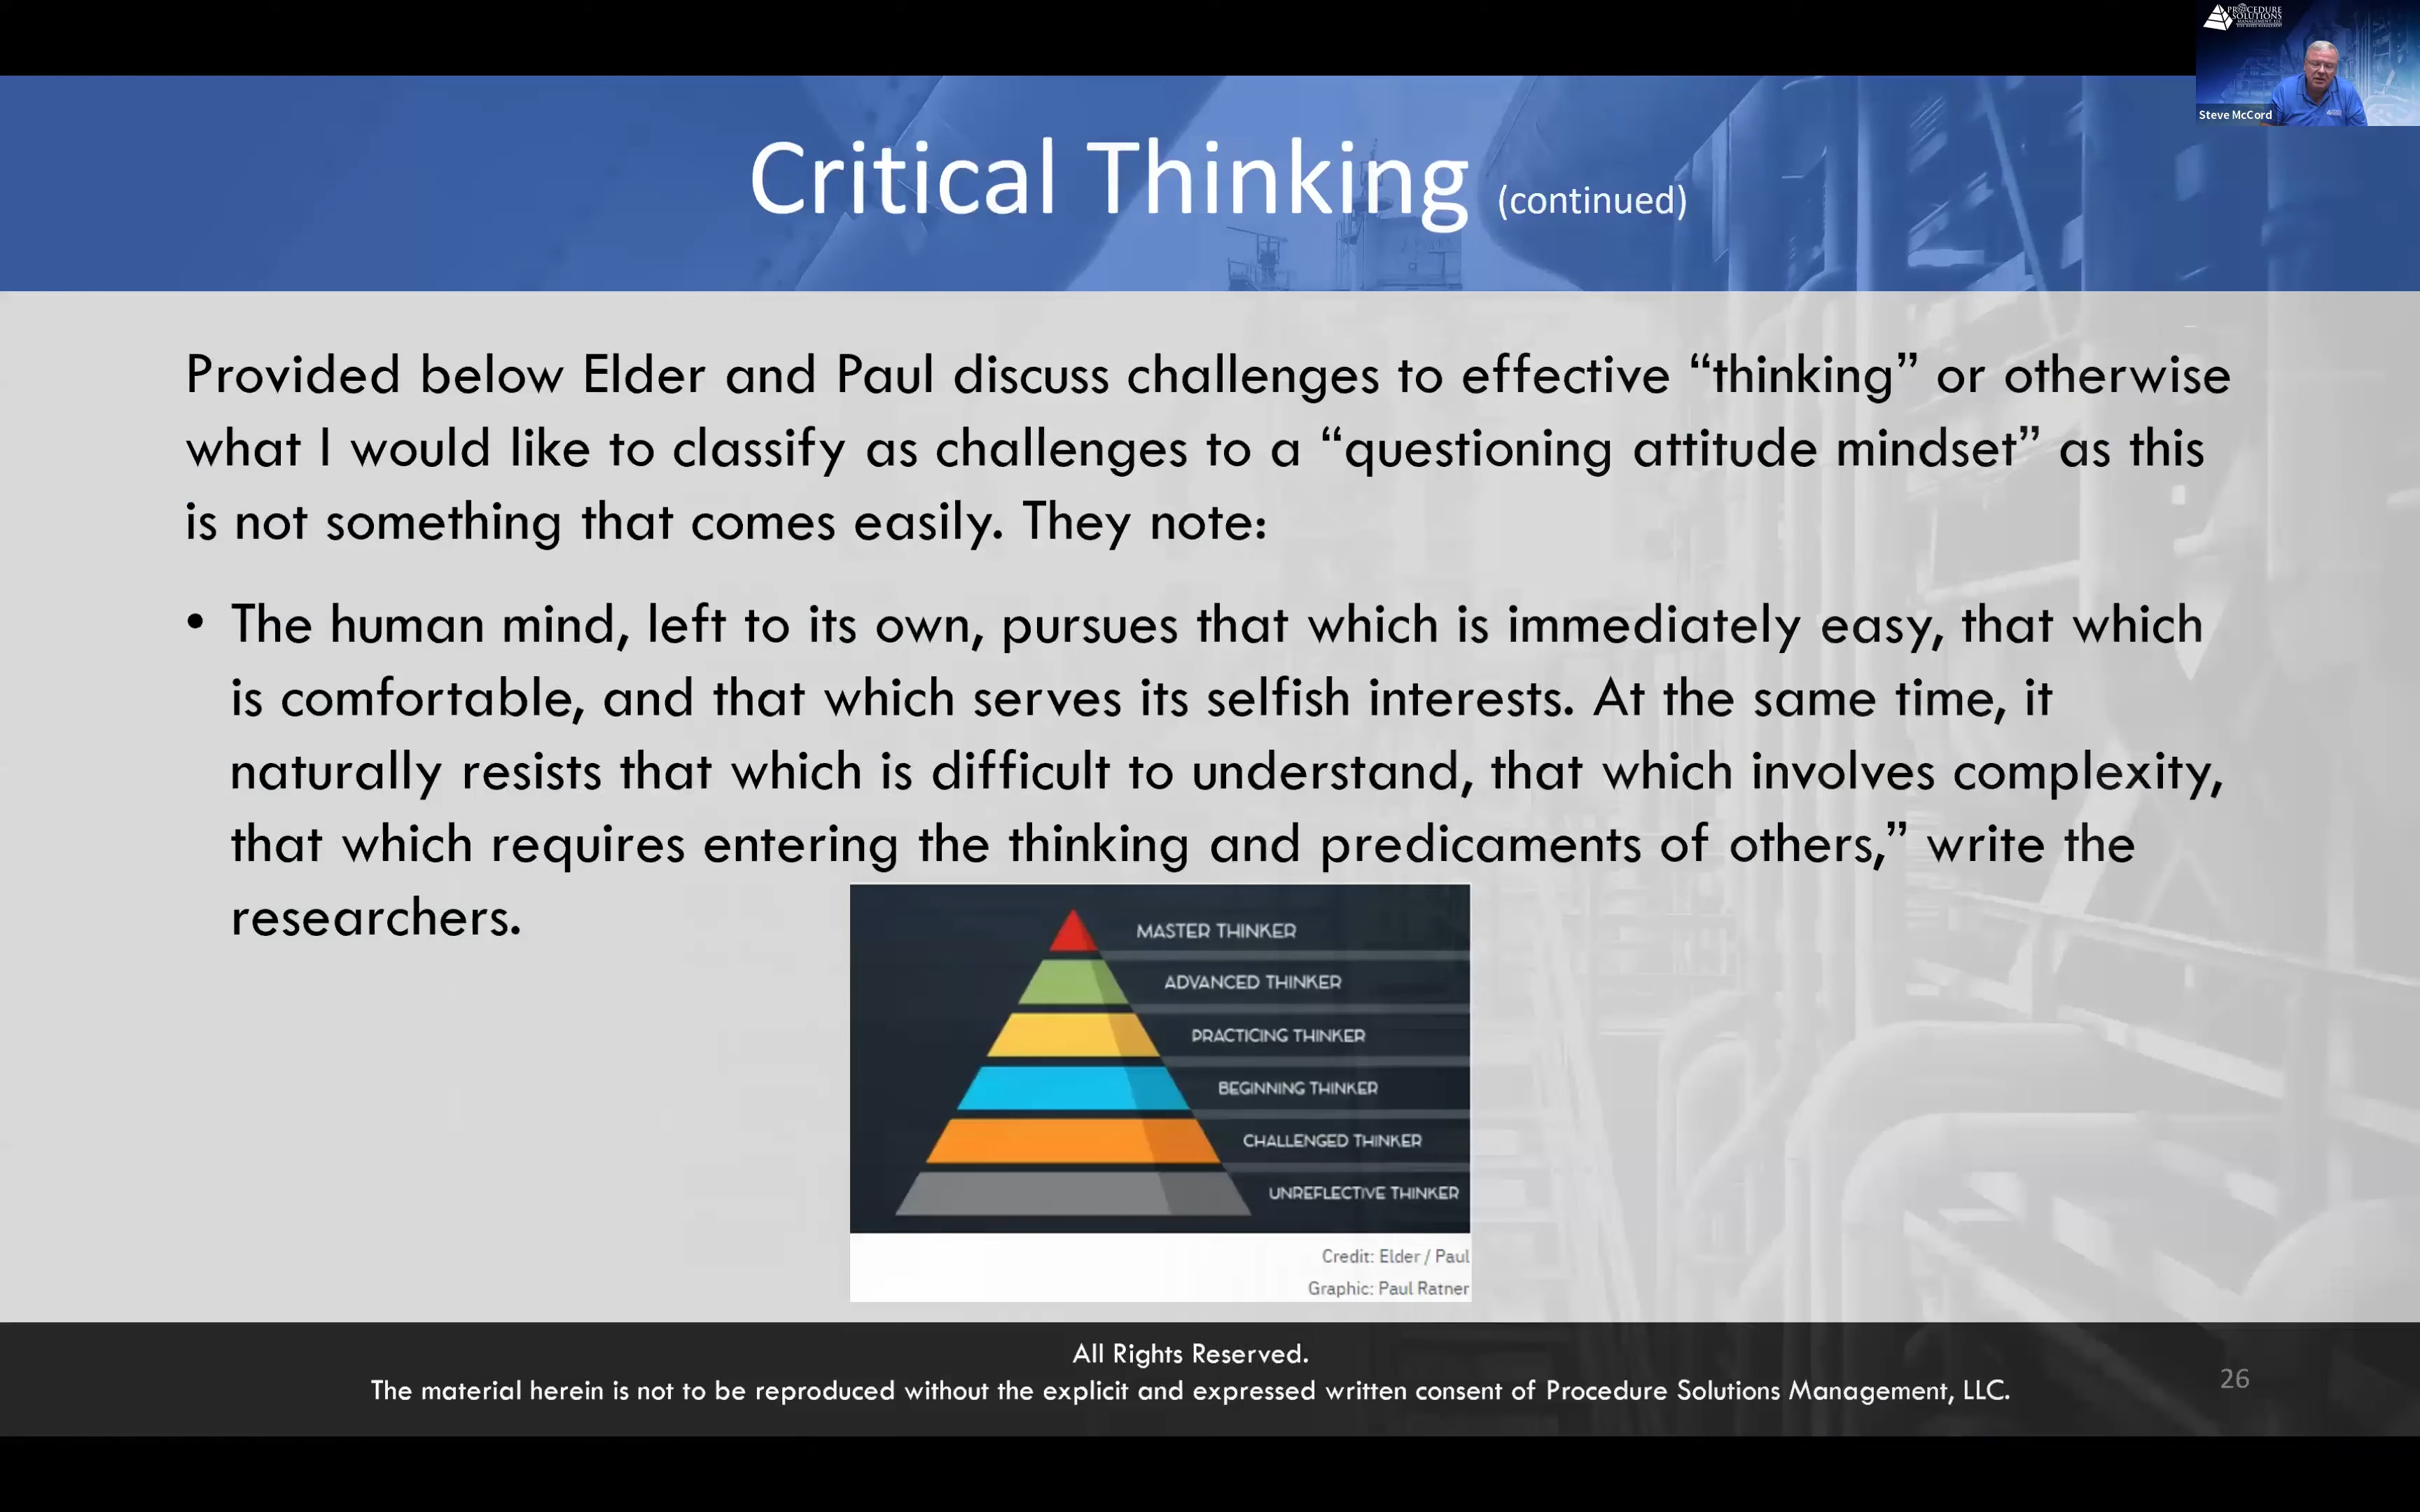 PROCEDURE
SOLUTIONS
Steve McCord
Critical Thinking (continued)
Provided below Elder and Paul discuss challenges to effective “thinking” or otherwise
what I would like to classify as challenges to a “questioning attitude mindset” as this
is not something that comes easily. They note:
• The human mind, left to its own, pursues that which is immediately easy, that which
is comfortable, and that which serves its selfish interests. At the same time, it
naturally resists that which is difficult to understand, that which involves complexity,
that which requires entering the thinking and predicaments of others,” write the
researchers.
MASTER THINKER
ADVANCED THINKER
PRACTICING THINKER
BEGINNING THINKER
CHALLENGED THINKER
UNREFLECTIVE THINKER
Credit: Elder / Paul
Graphic: Paul Ratner
All Rights Reserved.
The material herein is not to be reproduced without the explicit and expressed written consent of Procedure Solutions Management, LLC.
26